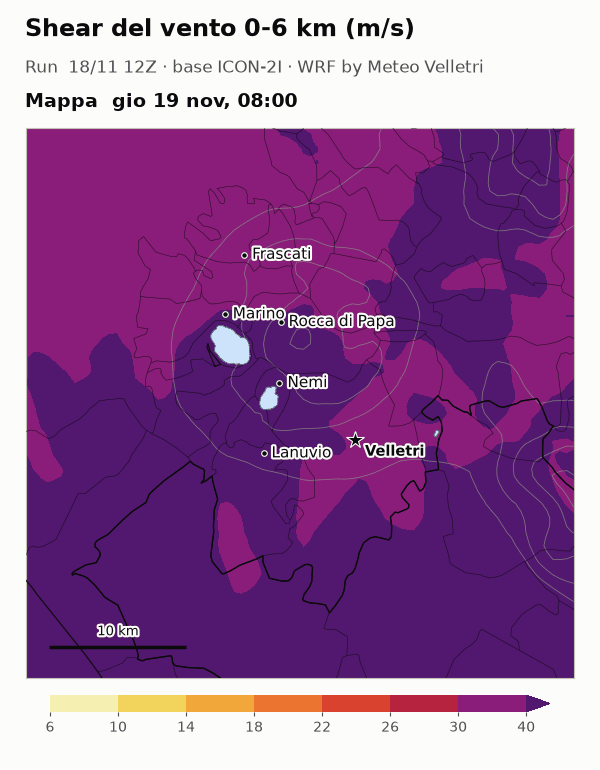 Shear del vento 0-6 km (m/s)
Run  18/11 12Z · base ICON-2I · WRF by Meteo Velletri
Mappa  gio 19 nov, 08:00
Frascati
Marino
Rocca di Papa
Nemi
Velletri
Lanuvio
10 km
6 10 14 18 22 26 30 40